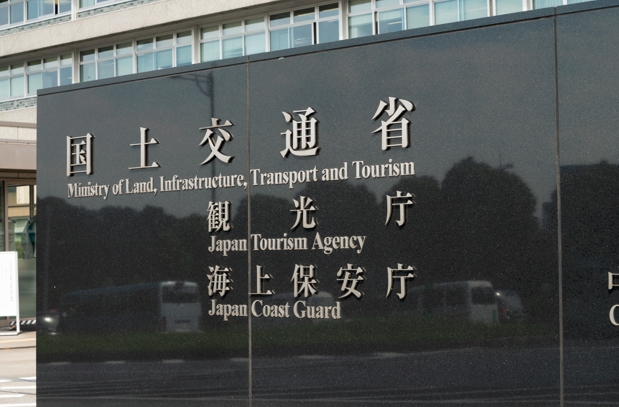 国土交通省
Ministry of Land, Infrastructure, Transport and Tourism
観光庁
Japan Tourism Agency
海上保安庁
Japan Coast Guard